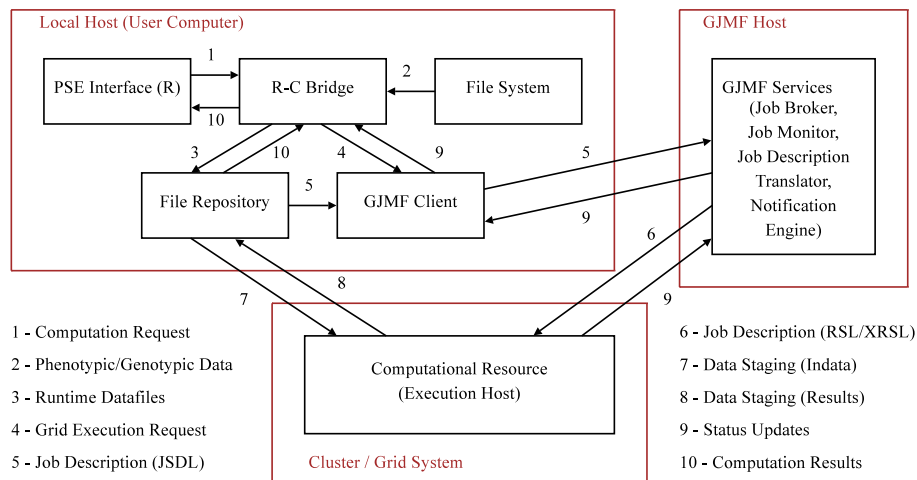 Local Host (User Computer)
GJMF Host
1
PSE Interface (R)
10
R-C Bridge
2
File System
GJMF Services
(Job Broker,
Job Monitor,
Job Description
Translator,
Notification
Engine)
3
10
4
9
5
File Repository
5
GJMF Client
9
6
7
8
9
Computational Resource
(Execution Host)
Cluster / Grid System
1 - Computation Request
2 - Phenotypic/Genotypic Data
3 - Runtime Datafiles
4 - Grid Execution Request
5 - Job Description (JSDL)
6 - Job Description (RSL/XRSL)
7 - Data Staging (Indata)
8 - Data Staging (Results)
9 - Status Updates
10 - Computation Results